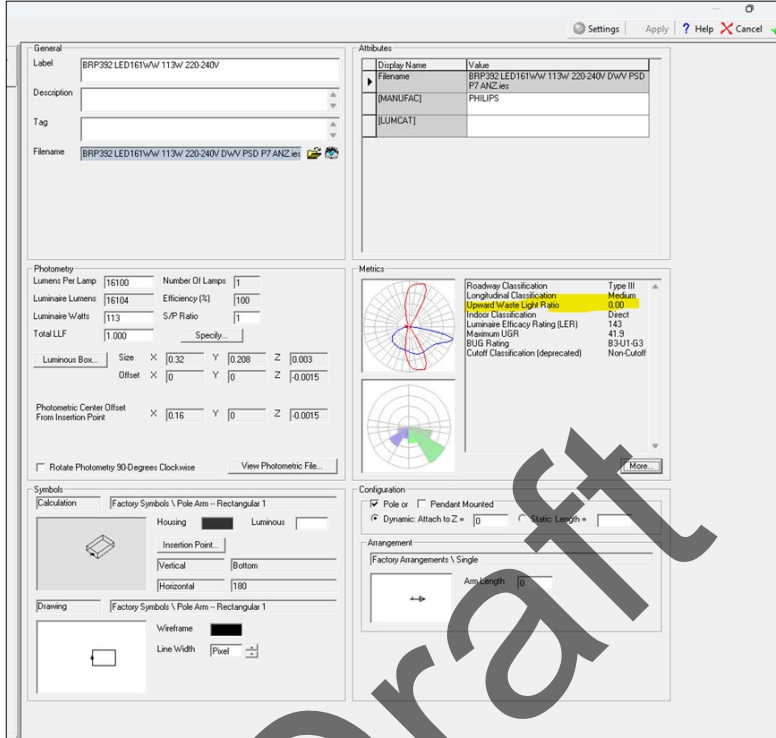 Settings Apply ? Help Cancel
General
Label BRP392 LED161WW 113W 220-240V
Description
Tag
Filename BRP392 LED161WW 113W 220-240V DWV PSD P7 ANZ.ies
Attributes
Display Name Value
Filename BRP392 LED161WW 113W 220-240V DWV PSD
P7 ANZ.ies
[MANUFAC] PHILIPS
[LUMCAT]
Photometry
Lumens Per Lamp 16100 Number Of Lamps 1
Luminaire Lumens 16104 Efficiency (%) 100
Luminaire Watts 113 S/P Ratio 1
Total LLF 1.000 Specify...
Luminous Box... Size X 0.32 Y 0.208 Z 0.003
Offset X 0 Y 0 Z -0.0015
Photometric Center Offset
From Insertion Point X 0.16 Y 0 Z -0.0015
Rotate Photometry 90-Degrees Clockwise View Photometric File...
Metrics
Roadway Classification Type III
Longitudinal Classification Medium
Upward Waste Light Ratio 0.00
Indoor Classification Direct
Luminaire Efficacy Rating (LER) 143
Maximum UGR 41.9
BUG Rating B3-U1-G3
Cutoff Classification (deprecated) Non-Cutoff
More...
Symbols
Calculation Factory Symbols \ Pole Arm -- Rectangular 1
Housing Luminous
Insertion Point...
Vertical Bottom
Horizontal 180
Drawing Factory Symbols \ Pole Arm -- Rectangular 1
Wireframe
Line Width Pixel
Configuration
Pole or Pendant Mounted
Dynamic: Attach to Z = 0 Static: Length =
Arrangement
Factory Arrangements \ Single
Arm Length 0
Draft